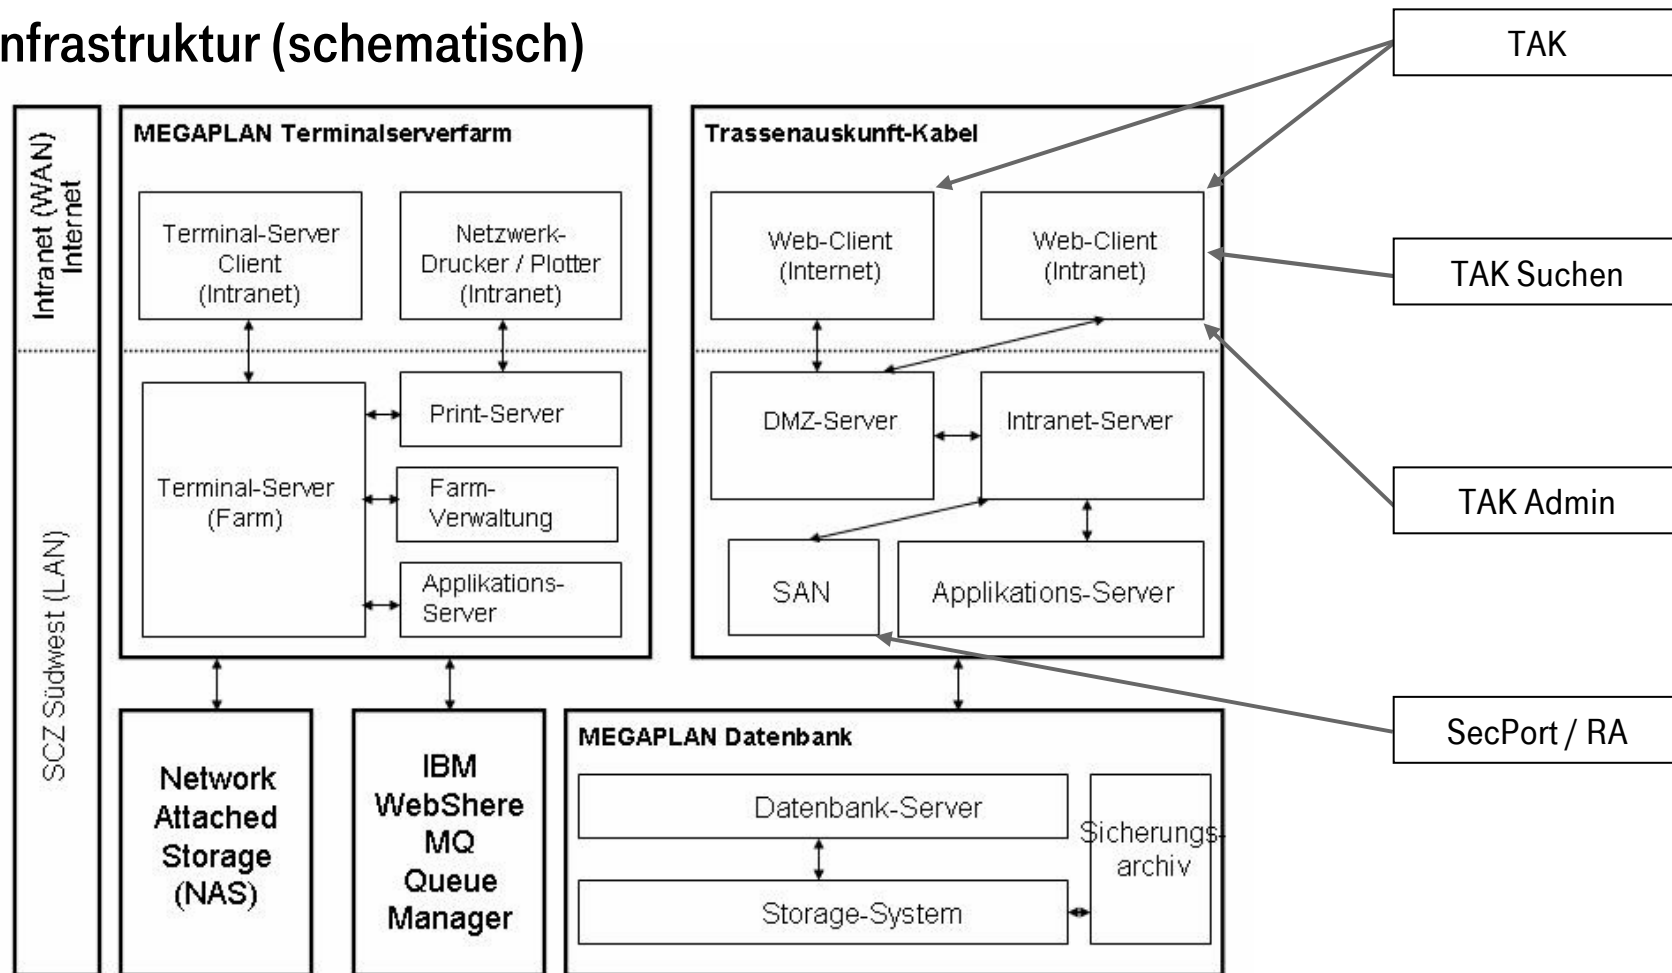 nfrastruktur (schematisch)
TAK
TAK Suchen
TAK Admin
SecPort / RA
Intranet (WAN)
Internet
SCZ Südwest (LAN)
MEGAPLAN Terminalserverfarm
Terminal-Server
Client
(Intranet)
Netzwerk-
Drucker / Plotter
(Intranet)
Terminal-Server
(Farm)
Print-Server
Farm-
Verwaltung
Applikations-
Server
Trassenauskunft-Kabel
Web-Client
(Internet)
Web-Client
(Intranet)
DMZ-Server
Intranet-Server
SAN
Applikations-Server
Network
Attached
Storage
(NAS)
IBM
WebShere
MQ
Queue
Manager
MEGAPLAN Datenbank
Datenbank-Server
Storage-System
Sicherungs-
archiv